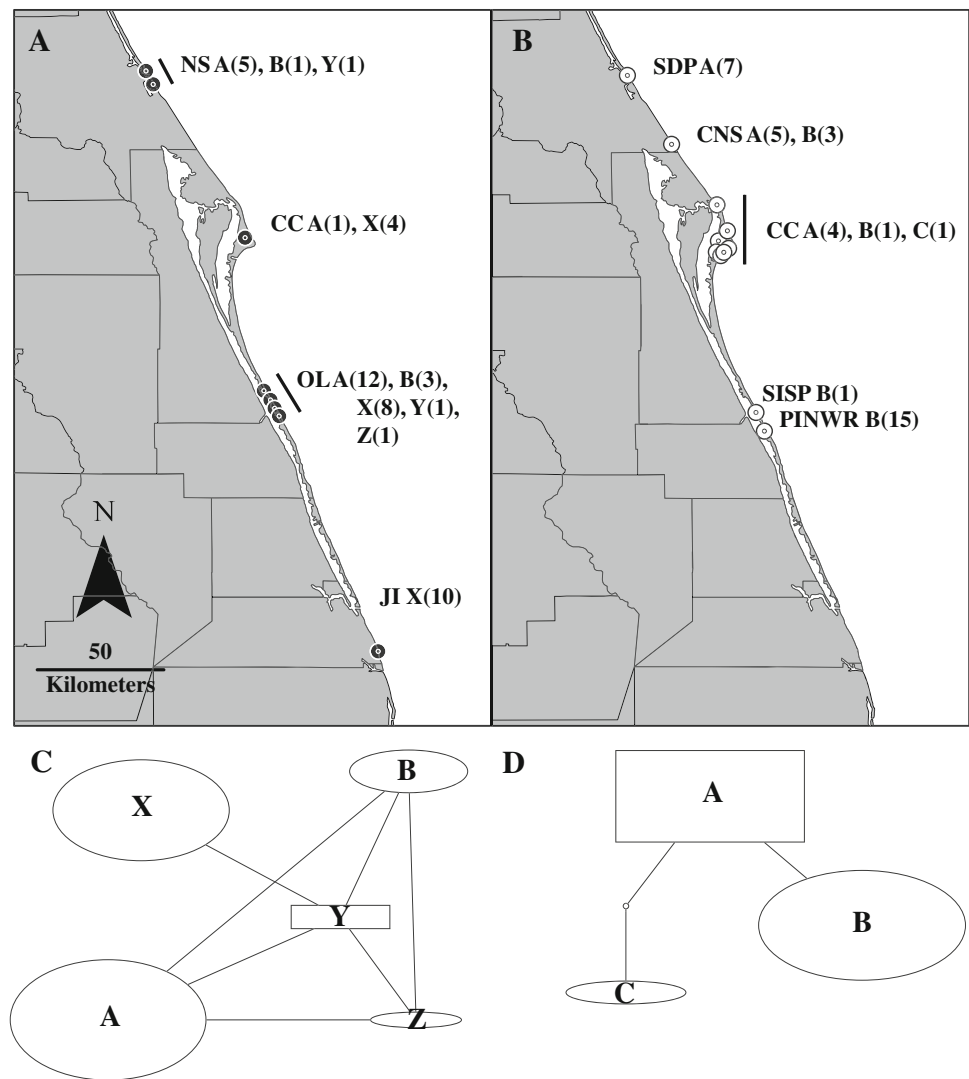 A
NS A(5), B(1), Y(1)
CC A(1), X(4)
OL A(12), B(3),
X(8), Y(1),
Z(1)
N
JI X(10)
50
Kilometers
B
SDP A(7)
CNS A(5), B(3)
CC A(4), B(1), C(1)
SISP B(1)
PINWR B(15)
C
X
B
Y
A
Z
D
A
B
C